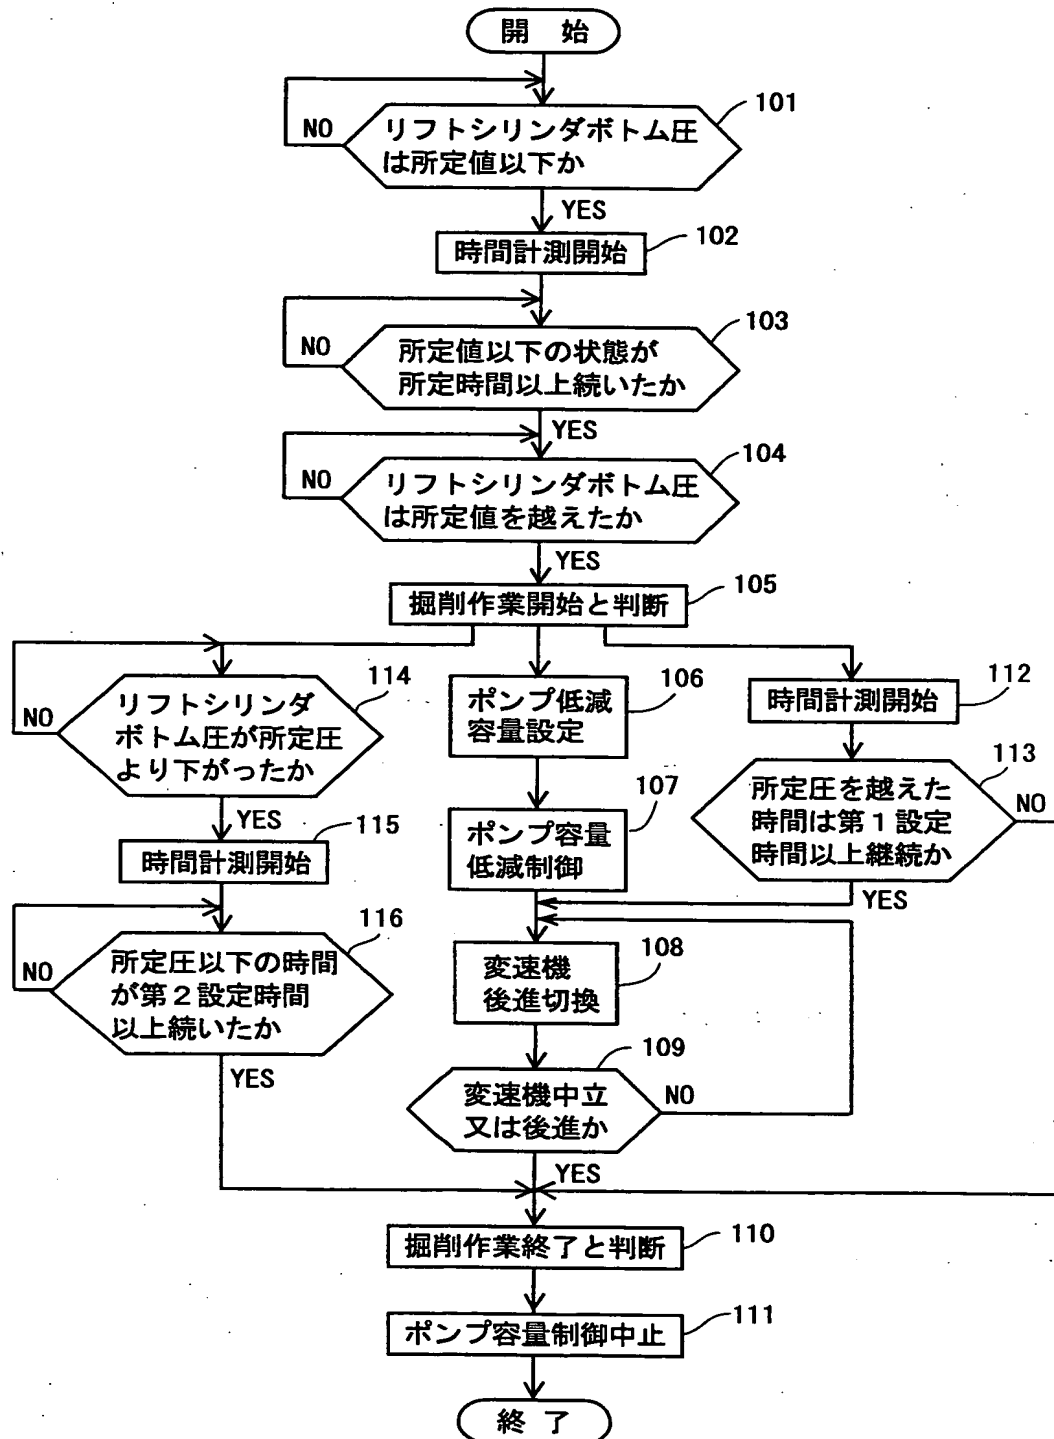 開 始
101
NO
リフトシリンダボトム圧
は所定値以下か
YES
102
時間計測開始
103
NO
所定値以下の状態が
所定時間以上続いたか
YES
104
NO
リフトシリンダボトム圧
は所定値を越えたか
YES
105
掘削作業開始と判断
114
NO
リフトシリンダ
ボトム圧が所定圧
より下がったか
YES
115
時間計測開始
116
NO
所定圧以下の時間
が第2設定時間
以上続いたか
YES
106
ポンプ低減
容量設定
107
ポンプ容量
低減制御
112
時間計測開始
113
所定圧を越えた
時間は第1設定
時間以上継続か
NO
YES
108
変速機
後進切換
109
変速機中立
又は後進か
NO
YES
110
掘削作業終了と判断
111
ポンプ容量制御中止
終 了